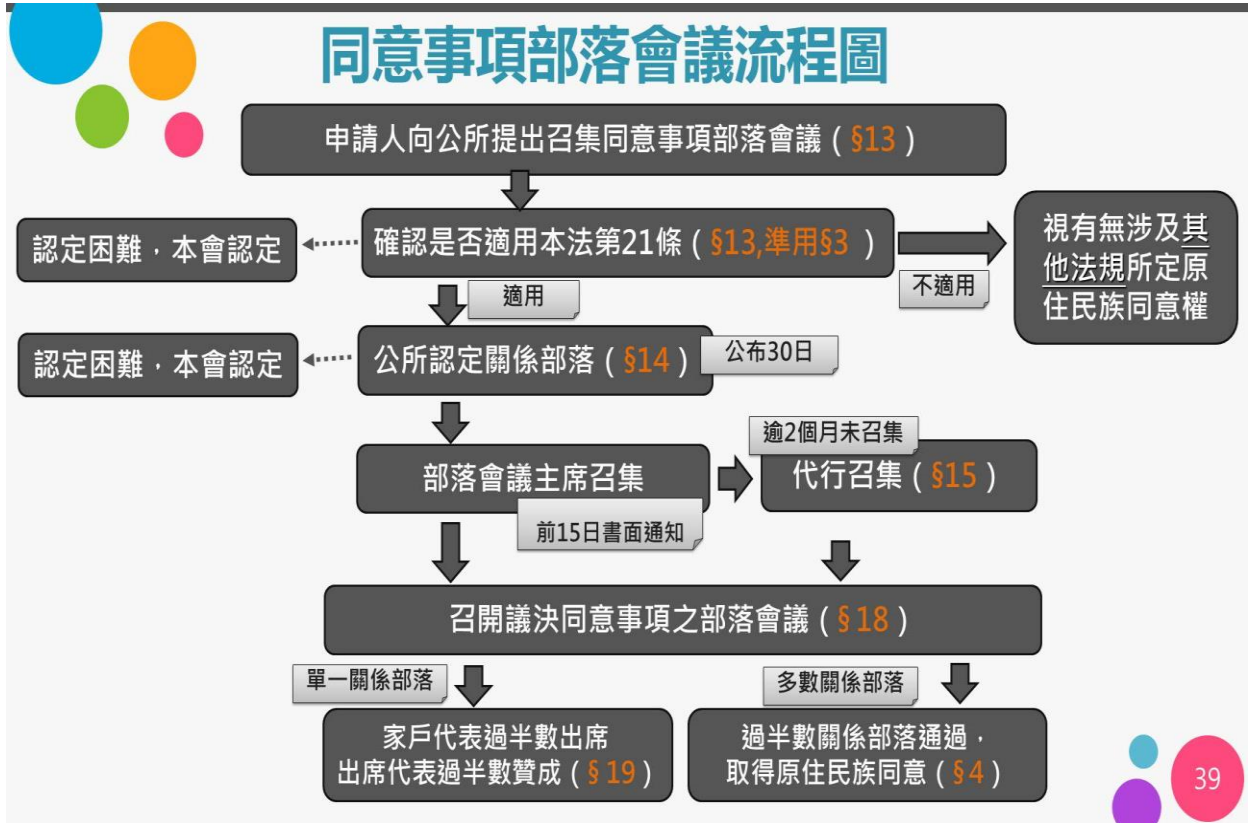 同意事項部落會議流程圖
申請人向公所提出召集同意事項部落會議（§13）
認定困難，本會認定
確認是否適用本法第21條（§13,準用§3 ）
視有無涉及其
他法規所定原
住民族同意權
不適用
適用
認定困難，本會認定
公所認定關係部落（§14）
公布30日
部落會議主席召集
前15日書面通知
逾2個月未召集
代行召集（§15）
召開議決同意事項之部落會議（§18）
單一關係部落
多數關係部落
家戶代表過半數出席
出席代表過半數贊成（§19）
過半數關係部落通過，
取得原住民族同意（§4）
39